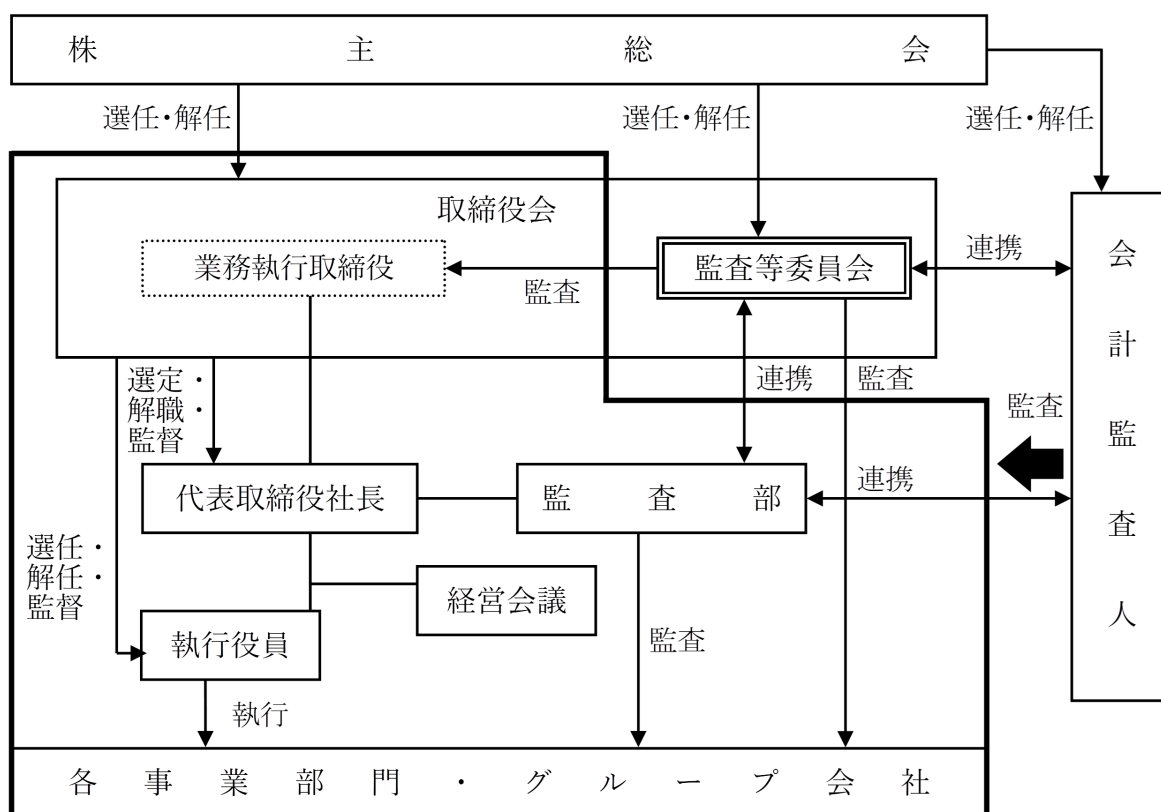 株主総会
選任・解任
選任・解任
選任・解任
取締役会
業務執行取締役
監査等委員会
監査
連携
会計監査人
選定・
解職・
監督
連携
監査
監査
代表取締役社長
監査部
連携
選任・
解任・
監督
経営会議
執行役員
監査
執行
各事業部門・グループ会社